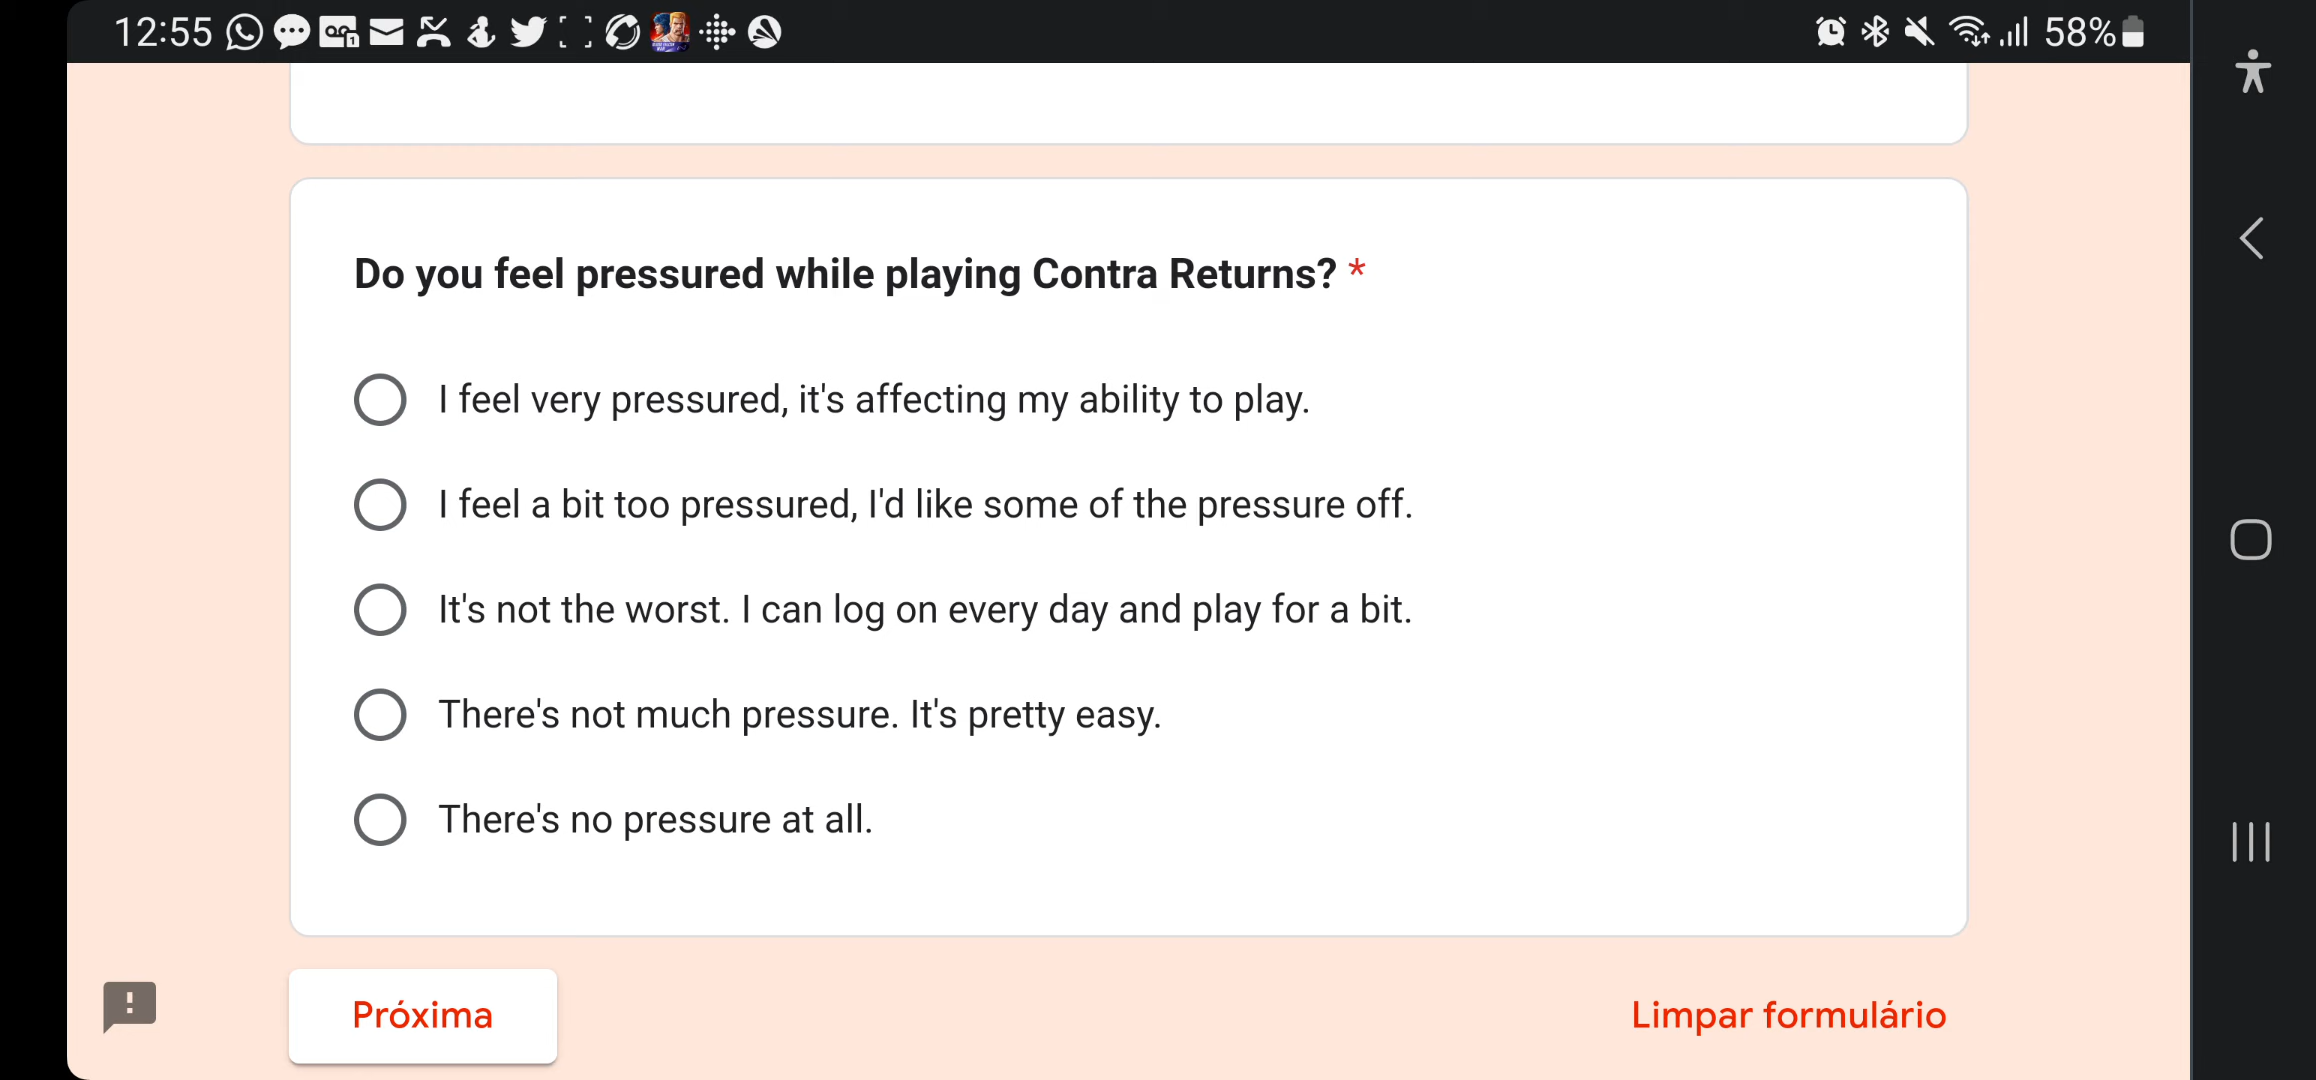 12:55 58%
Do you feel pressured while playing Contra Returns? *
I feel very pressured, it's affecting my ability to play.
I feel a bit too pressured, I'd like some of the pressure off.
It's not the worst. I can log on every day and play for a bit.
There's not much pressure. It's pretty easy.
There's no pressure at all.
Próxima
Limpar formulário